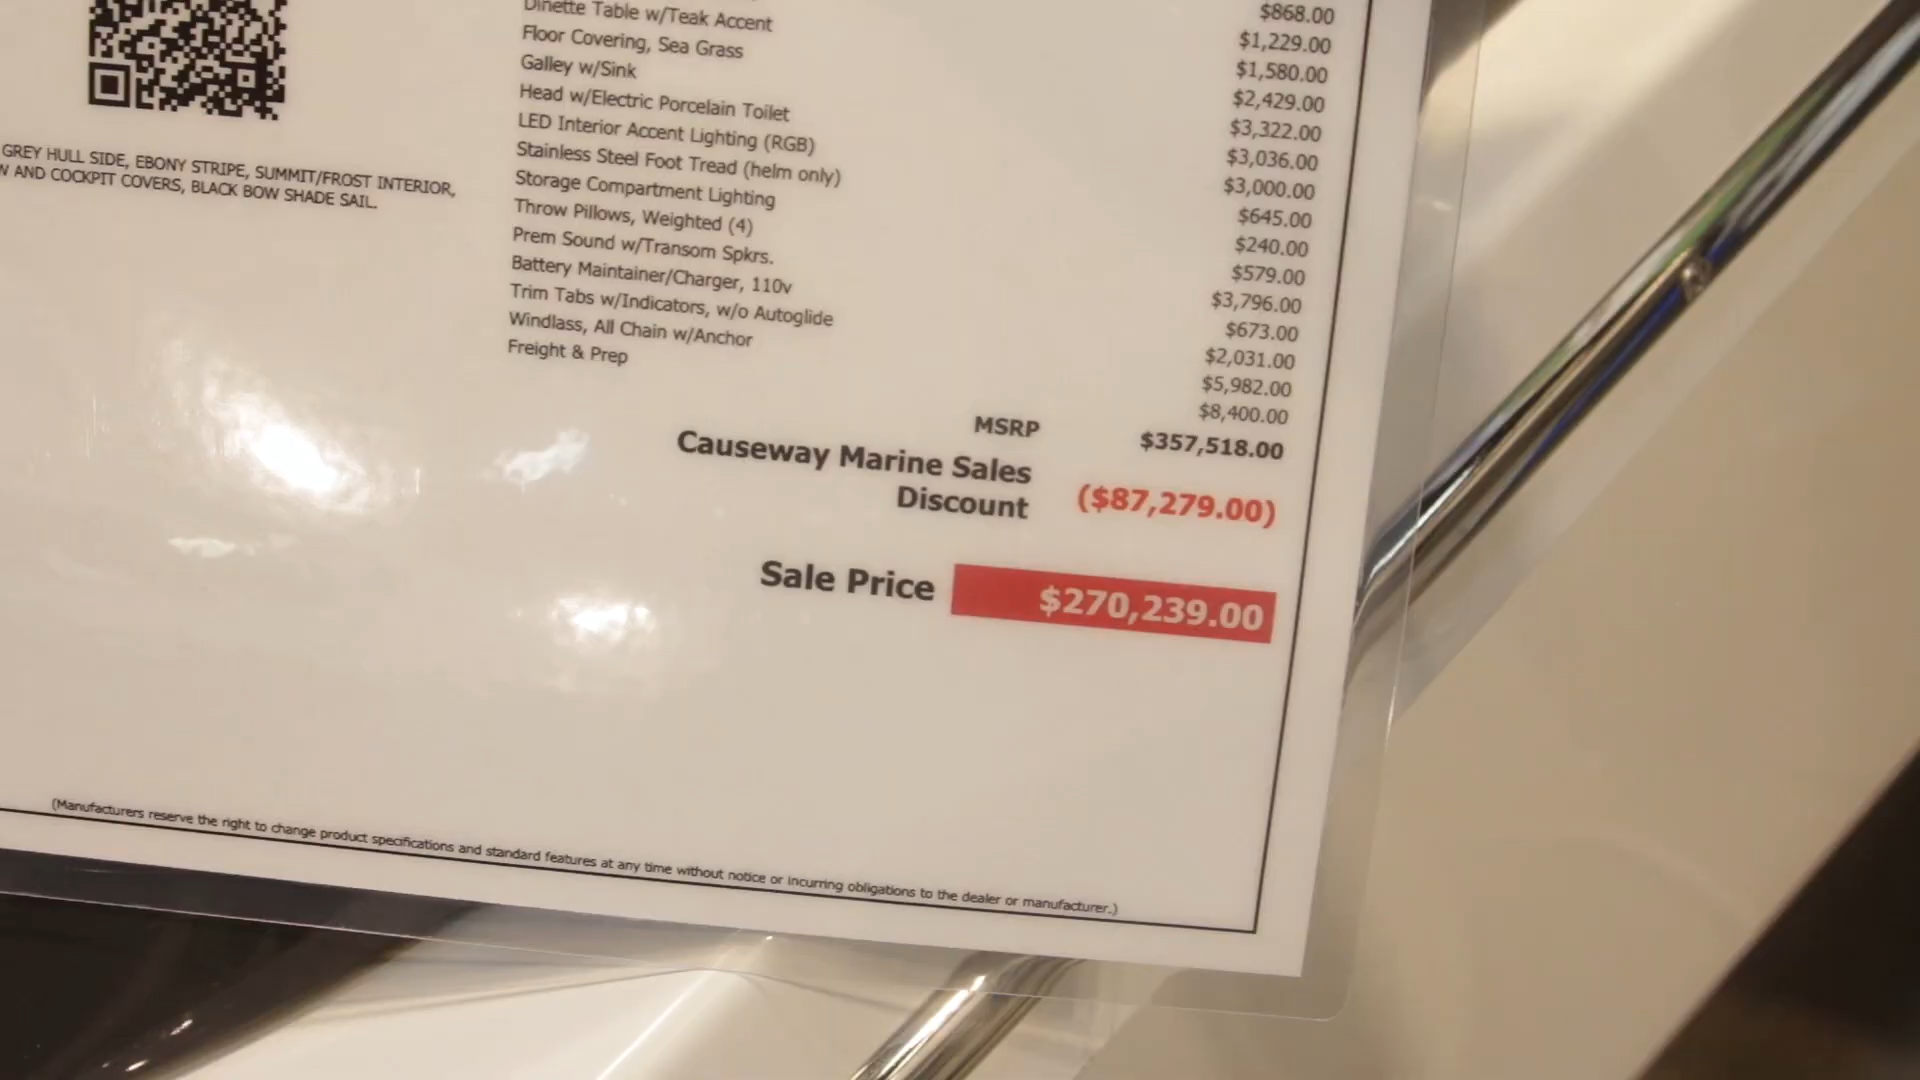 Dinette Table w/Teak Accent
Floor Covering, Sea Grass
Galley w/Sink
Head w/Electric Porcelain Toilet
LED Interior Accent Lighting (RGB)
Stainless Steel Foot Tread (helm only)
Storage Compartment Lighting
Throw Pillows, Weighted (4)
Prem Sound w/Transom Spkrs.
Battery Maintainer/Charger, 110v
Trim Tabs w/Indicators, w/o Autoglide
Windlass, All Chain w/Anchor
Freight & Prep
$868.00
$1,229.00
$1,580.00
$2,429.00
$3,322.00
$3,036.00
$3,000.00
$645.00
$240.00
$579.00
$3,796.00
$673.00
$2,031.00
$5,982.00
$8,400.00
GREY HULL SIDE, EBONY STRIPE, SUMMIT/FROST INTERIOR,
AND COCKPIT COVERS, BLACK BOW SHADE SAIL.
MSRP $357,518.00
Causeway Marine Sales
Discount ($87,279.00)
Sale Price $270,239.00
(Manufacturers reserve the right to change product specifications and standard features at any time without notice or incurring obligations to the dealer or manufacturer.)